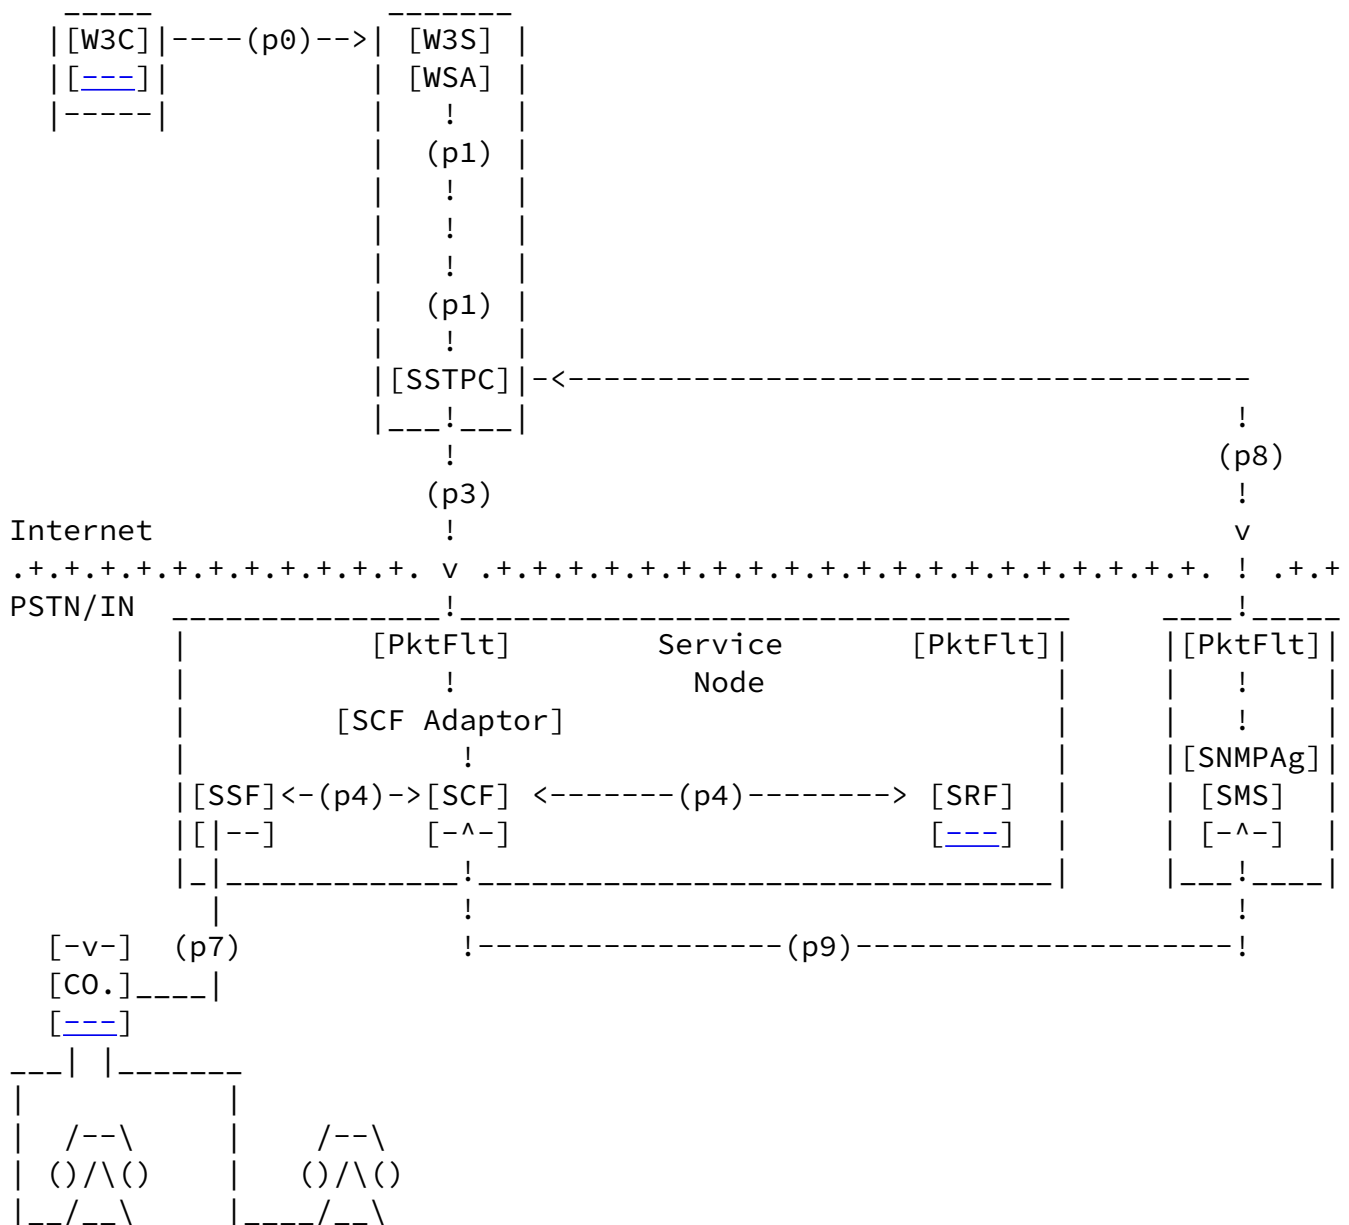 [W3C] ----(p0)--> [W3S]
[---] [WSA]
(p1)
(p1)
[SSTPC]
(p8)
(p3)
Internet
PSTN/IN
[PktFlt] Service [PktFlt] [PktFlt]
Node
[SCF Adaptor]
[SNMPAg]
[SSF]<-(p4)->[SCF] <-------(p4)--------> [SRF] [SMS]
[|--] [-^-] [---] [-^-]
[-v-] (p7) !-----------------(p9)---------------------!
[CO.]
[---]